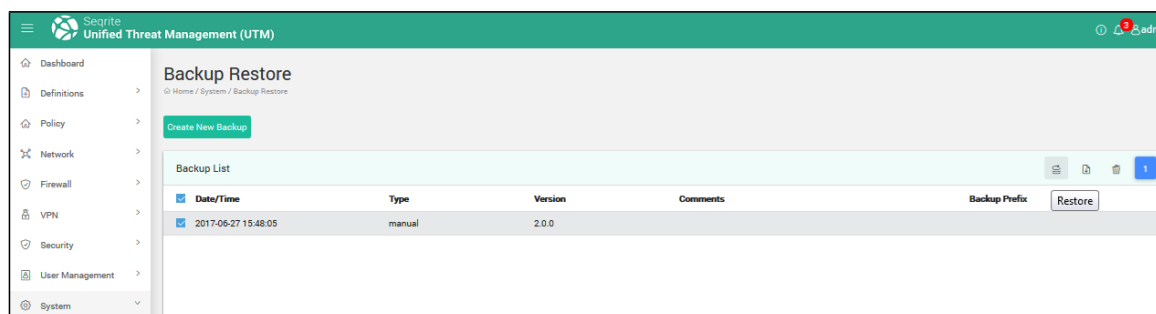 Seqrite
Unified Threat Management (UTM)
3
adm
Dashboard
Definitions
Policy
Network
Firewall
VPN
Security
User Management
System
Backup Restore
Home / System / Backup Restore
Create New Backup
Backup List
1
Date/Time Type Version Comments Backup Prefix
Restore
2017-06-27 15:48:05 manual 2.0.0